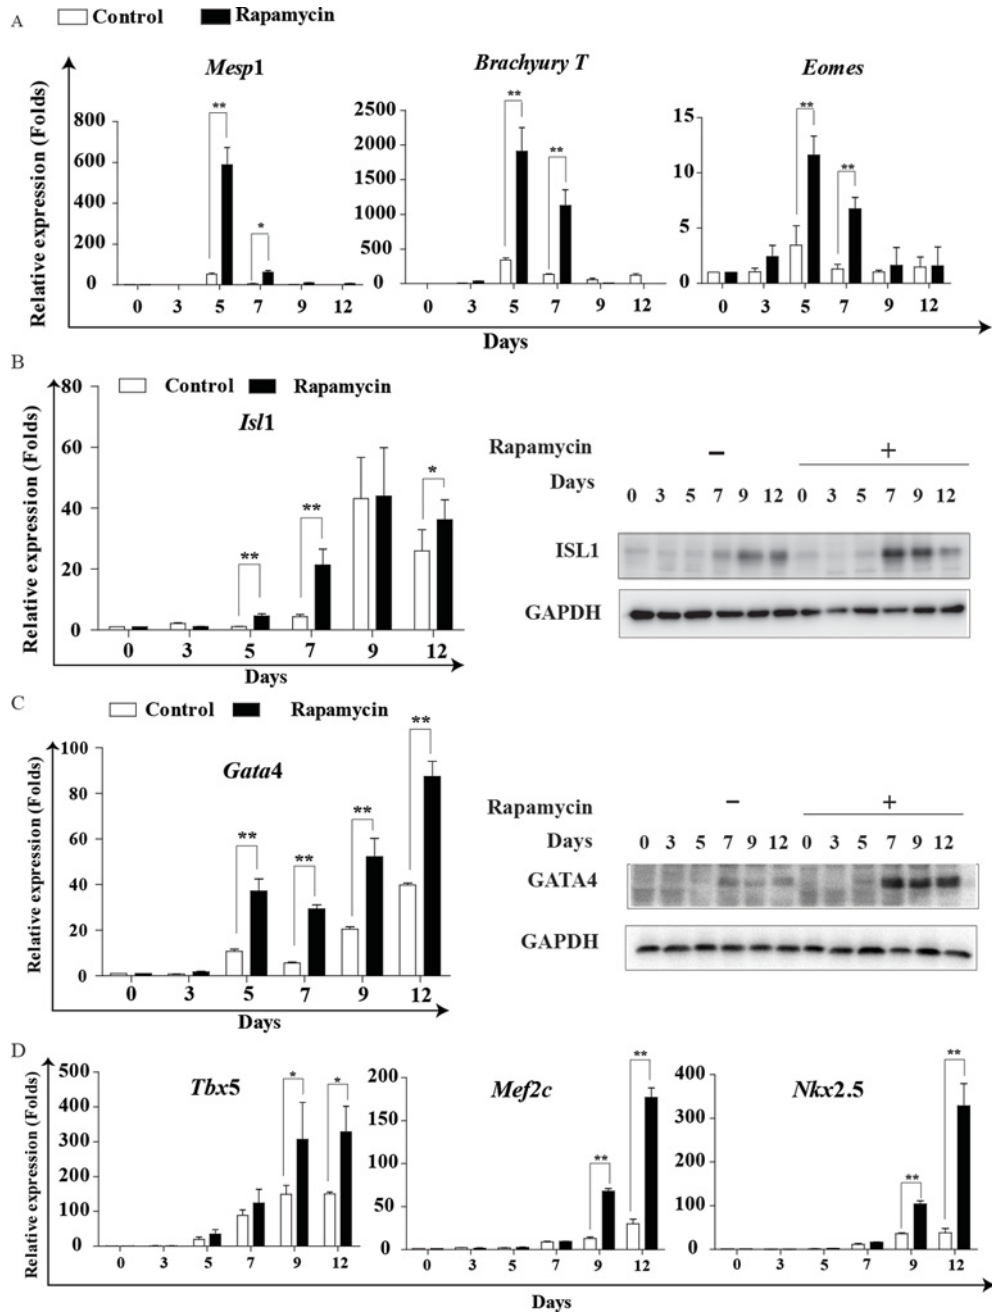 A
Control Rapamycin
Relative expression (Folds)
Mesp1
800
600
400
200
0
**
*
0 3 5 7 9 12
Brachyury T
2500
2000
1500
1000
500
0
**
**
0 3 5 7 9 12
Eomes
15
10
5
0
**
**
0 3 5 7 9 12
Days
B
Control Rapamycin
Relative expression (Folds)
Isl1
80
60
40
20
0
**
**
*
0 3 5 7 9 12
Days
Rapamycin − +
Days 0 3 5 7 9 12 0 3 5 7 9 12
ISL1
GAPDH
C
Control Rapamycin
Relative expression (Folds)
Gata4
100
80
60
40
20
0
**
**
**
**
0 3 5 7 9 12
Days
Rapamycin − +
Days 0 3 5 7 9 12 0 3 5 7 9 12
GATA4
GAPDH
D
Relative expression (Folds)
Tbx5
500
400
300
200
100
0
*
*
0 3 5 7 9 12
Mef2c
200
150
100
50
0
**
**
0 3 5 7 9 12
Nkx2.5
400
300
200
100
0
**
**
0 3 5 7 9 12
Days